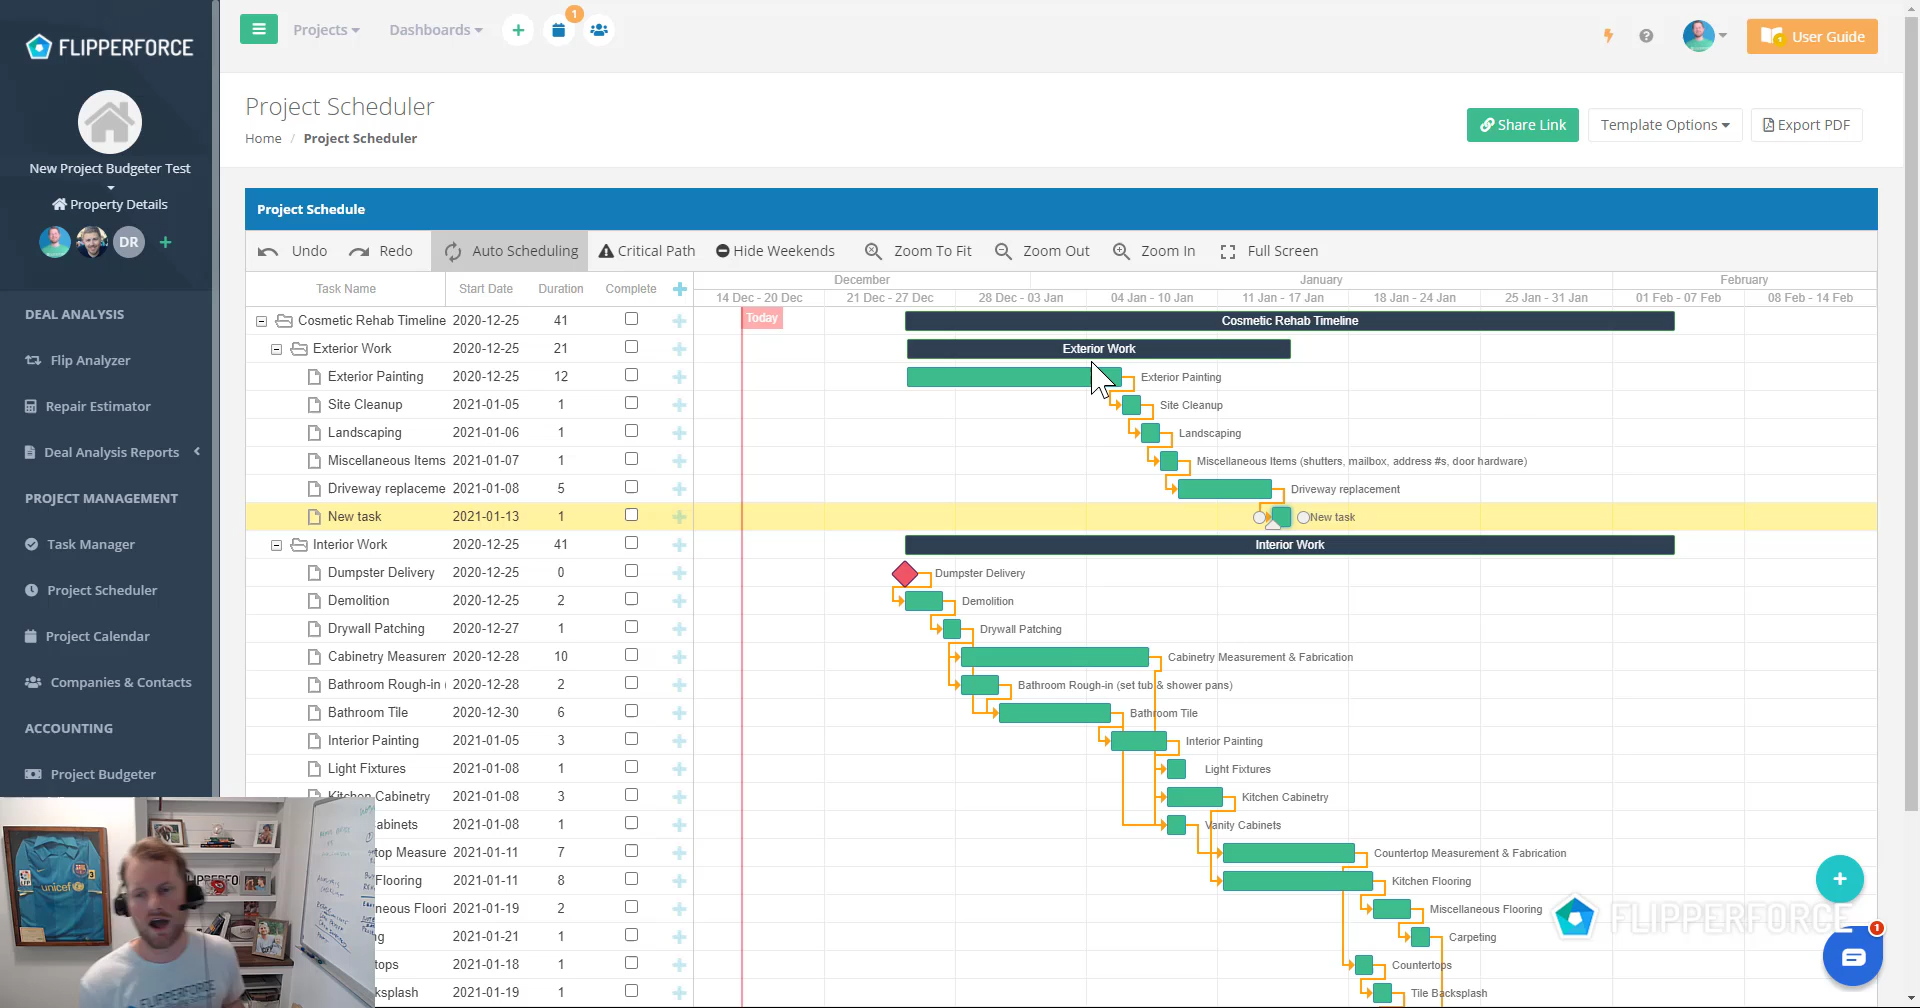 FLIPPERFORCE
New Project Budgeter Test
Property Details
DR
DEAL ANALYSIS
Flip Analyzer
Repair Estimator
Deal Analysis Reports
PROJECT MANAGEMENT
Task Manager
Project Scheduler
Project Calendar
Companies & Contacts
ACCOUNTING
Project Budgeter
Projects Dashboards 1 User Guide
Project Scheduler
Home / Project Scheduler
Share Link Template Options Export PDF
Project Schedule
Undo Redo Auto Scheduling Critical Path Hide Weekends Zoom To Fit Zoom Out Zoom In Full Screen
December January February
Task Name Start Date Duration Complete
14 Dec - 20 Dec 21 Dec - 27 Dec 28 Dec - 03 Jan 04 Jan - 10 Jan 11 Jan - 17 Jan 18 Jan - 24 Jan 25 Jan - 31 Jan 01 Feb - 07 Feb 08 Feb - 14 Feb
Cosmetic Rehab Timeline 2020-12-25 41 Today Cosmetic Rehab Timeline
Exterior Work 2020-12-25 21 Exterior Work
Exterior Painting 2020-12-25 12 Exterior Painting
Site Cleanup 2021-01-05 1 Site Cleanup
Landscaping 2021-01-06 1 Landscaping
Miscellaneous Items 2021-01-07 1 Miscellaneous Items (shutters, mailbox, address #s, door hardware)
Driveway replaceme 2021-01-08 5 Driveway replacement
New task 2021-01-13 1 New task
Interior Work 2020-12-25 41 Interior Work
Dumpster Delivery 2020-12-25 0 Dumpster Delivery
Demolition 2020-12-25 2 Demolition
Drywall Patching 2020-12-27 1 Drywall Patching
Cabinetry Measurem 2020-12-28 10 Cabinetry Measurement & Fabrication
Bathroom Rough-in ( 2020-12-28 2 Bathroom Rough-in (set tub & shower pans)
Bathroom Tile 2020-12-30 6 Bathroom Tile
Interior Painting 2021-01-05 3 Interior Painting
Light Fixtures 2021-01-08 1 Light Fixtures
Kitchen Cabinetry 2021-01-08 3 Kitchen Cabinetry
abinets 2021-01-08 1 Vanity Cabinets
top Measure 2021-01-11 7 Countertop Measurement & Fabrication
Flooring 2021-01-11 8 Kitchen Flooring
neous Floori 2021-01-19 2 Miscellaneous Flooring
ng 2021-01-21 1 Carpeting
tops 2021-01-18 1 Countertops
ksplash 2021-01-19 1 Tile Backsplash
FLIPPERFORCE
1
unicef